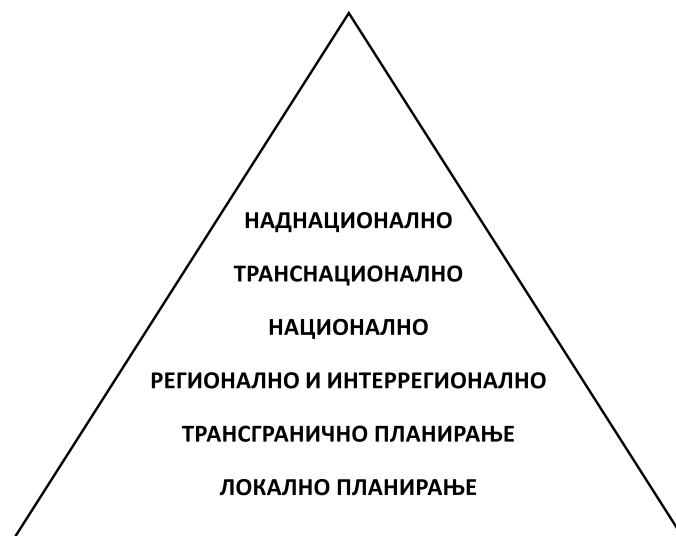 НАДНАЦИОНАЛНО
ТРАНСНАЦИОНАЛНО
НАЦИОНАЛНО
РЕГИОНАЛНО И ИНТЕРРЕГИОНАЛНО
ТРАНСГРАНИЧНО ПЛАНИРАЊЕ
ЛОКАЛНО ПЛАНИРАЊЕ